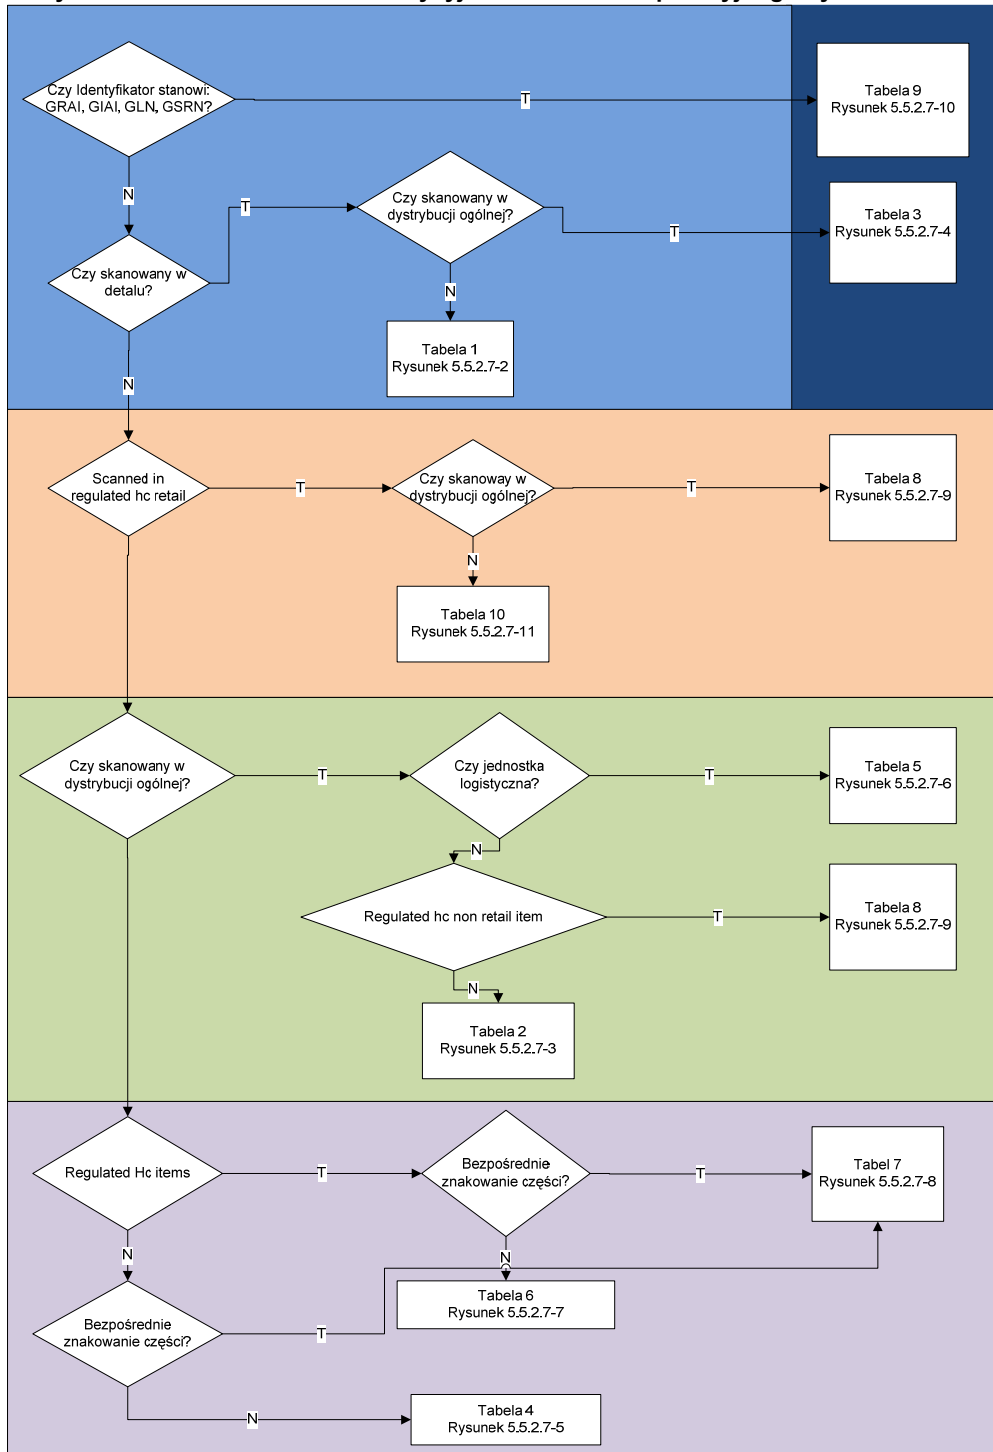 Czy Identyfikator stanowi:
GRAI, GIAI, GLN, GSRN?
T
Tabela 9
Rysunek 5.5.2.7-10
N
Czy skanowany w
detalu?
T
Czy skanowany w
dystrybucji ogólnej?
T
Tabela 3
Rysunek 5.5.2.7-4
N
Tabela 1
Rysunek 5.5.2.7-2
N
Scanned in
regulated hc retail
T
Czy skanoway w
dystrybucji ogólnej?
T
Tabela 8
Rysunek 5.5.2.7-9
N
Tabela 10
Rysunek 5.5.2.7-11
Czy skanowany w
dystrybucji ogólnej?
T
Czy jednostka
logistyczna?
T
Tabela 5
Rysunek 5.5.2.7-6
N
Regulated hc non retail item
T
Tabela 8
Rysunek 5.5.2.7-9
N
Tabela 2
Rysunek 5.5.2.7-3
Regulated Hc items
T
Bezpośrednie
znakowanie części?
T
Tabel 7
Rysunek 5.5.2.7-8
N
N
Tabela 6
Rysunek 5.5.2.7-7
Bezpośrednie
znakowanie części?
T
N
Tabela 4
Rysunek 5.5.2.7-5